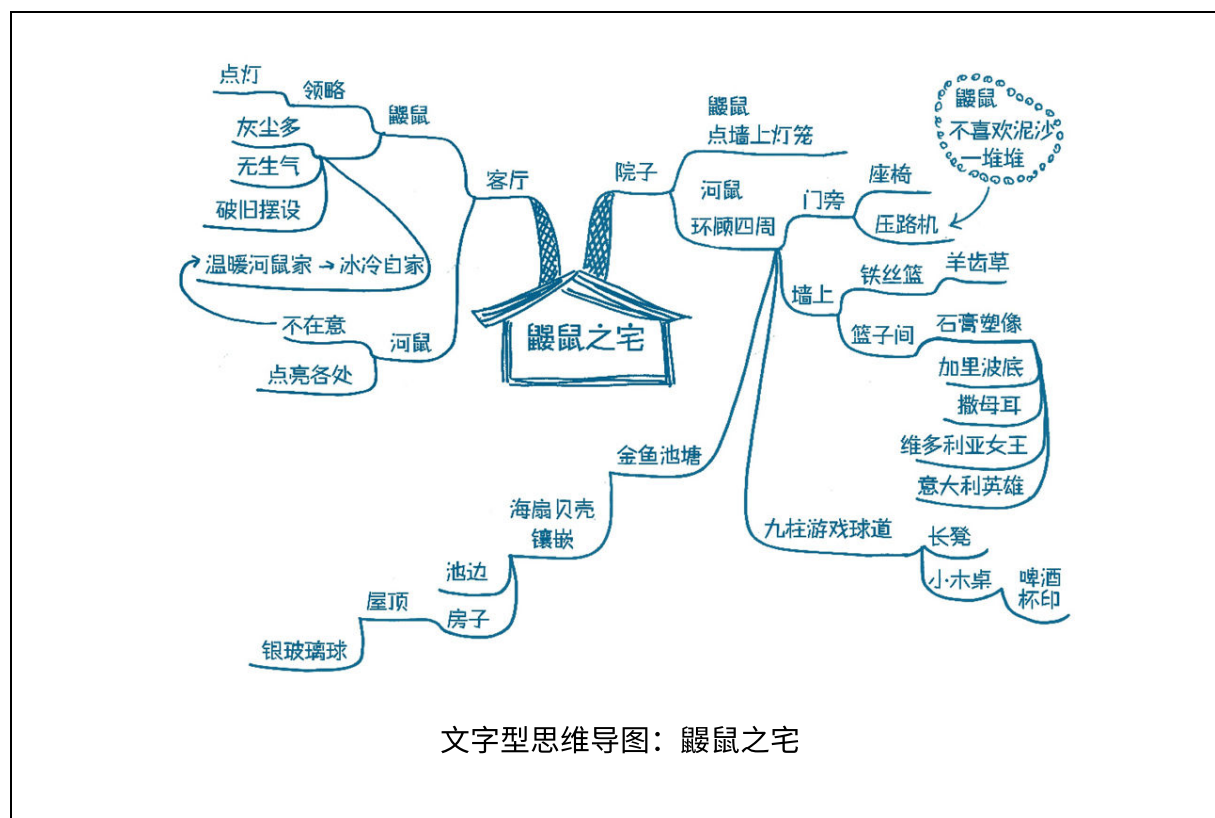 点灯
领略
鼹鼠
灰尘多
无生气
破旧摆设
温暖河鼠家→冰冷自家
不在意
河鼠
点亮各处
客厅
鼹鼠之宅
院子
鼹鼠
点墙上灯笼
河鼠
环顾四周
门旁
座椅
压路机
鼹鼠
不喜欢泥沙
一堆堆
墙上
铁丝篮
羊齿草
篮子间
石膏塑像
加里波底
撒母耳
维多利亚女王
意大利英雄
九柱游戏球道
长凳
小木桌
啤酒
杯印
金鱼池塘
海扇贝壳
镶嵌
池边
房子
屋顶
银玻璃球
文字型思维导图：鼹鼠之宅